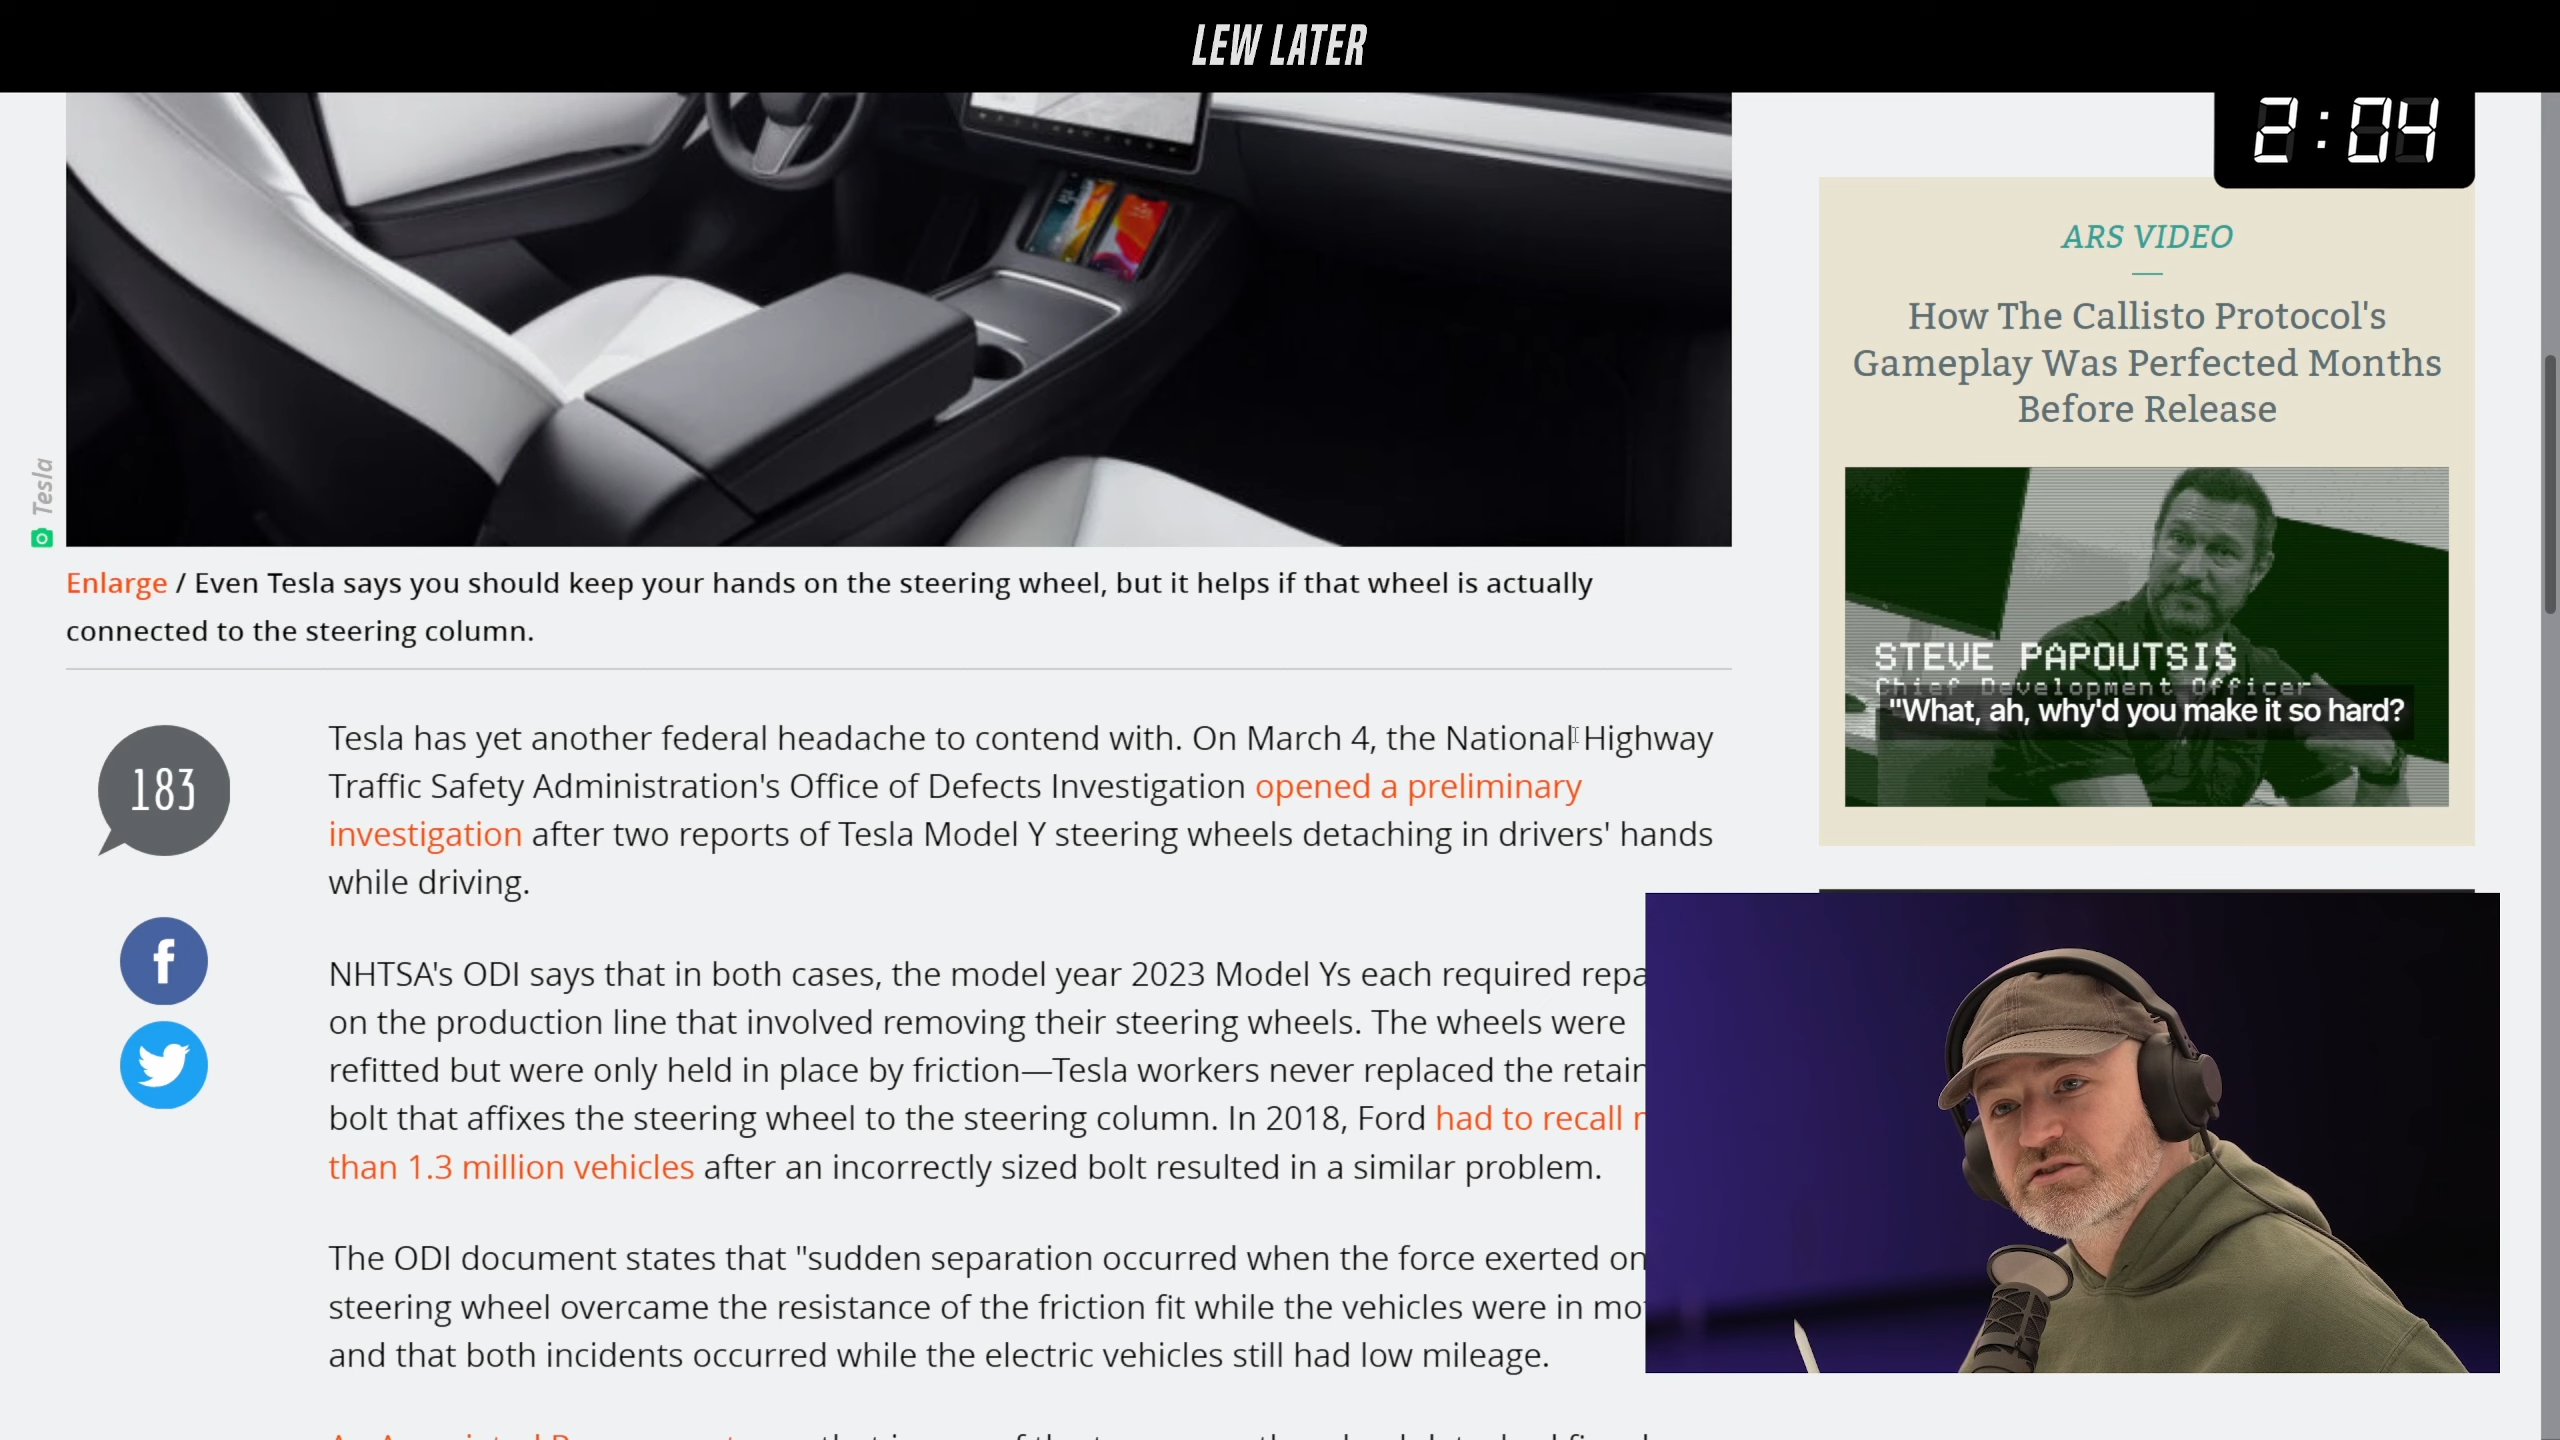 LEW LATER
2:04
ARS VIDEO
How The Callisto Protocol's
Gameplay Was Perfected Months
Before Release
STEVE PAPOUTSIS
Chief Development Officer
"What, ah, why'd you make it so hard?
Tesla
Enlarge / Even Tesla says you should keep your hands on the steering wheel, but it helps if that wheel is actually
connected to the steering column.
183
Tesla has yet another federal headache to contend with. On March 4, the National Highway
Traffic Safety Administration's Office of Defects Investigation opened a preliminary
investigation after two reports of Tesla Model Y steering wheels detaching in drivers' hands
while driving.
NHTSA's ODI says that in both cases, the model year 2023 Model Ys each required repa
on the production line that involved removing their steering wheels. The wheels were
refitted but were only held in place by friction—Tesla workers never replaced the retain
bolt that affixes the steering wheel to the steering column. In 2018, Ford had to recall
than 1.3 million vehicles after an incorrectly sized bolt resulted in a similar problem.
The ODI document states that "sudden separation occurred when the force exerted on
steering wheel overcame the resistance of the friction fit while the vehicles were in mo
and that both incidents occurred while the electric vehicles still had low mileage.